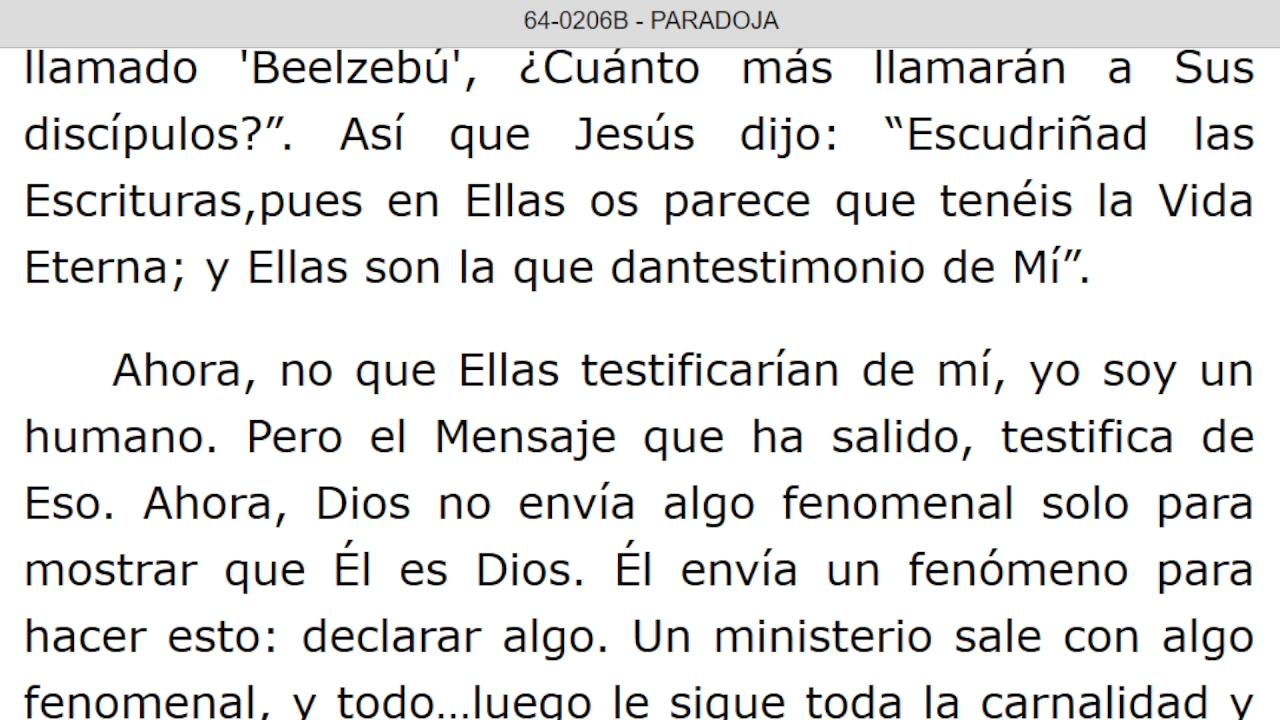 64-0206B - PARADOJA
llamado 'Beelzebú', ¿Cuánto más llamarán a Sus
discípulos?”. Así que Jesús dijo: “Escudriñad las
Escrituras,pues en Ellas os parece que tenéis la Vida
Eterna; y Ellas son la que dantestimonio de Mí”.
Ahora, no que Ellas testificarían de mí, yo soy un
humano. Pero el Mensaje que ha salido, testifica de
Eso. Ahora, Dios no envía algo fenomenal solo para
mostrar que Él es Dios. Él envía un fenómeno para
hacer esto: declarar algo. Un ministerio sale con algo
fenomenal, y todo…luego le sigue toda la carnalidad y